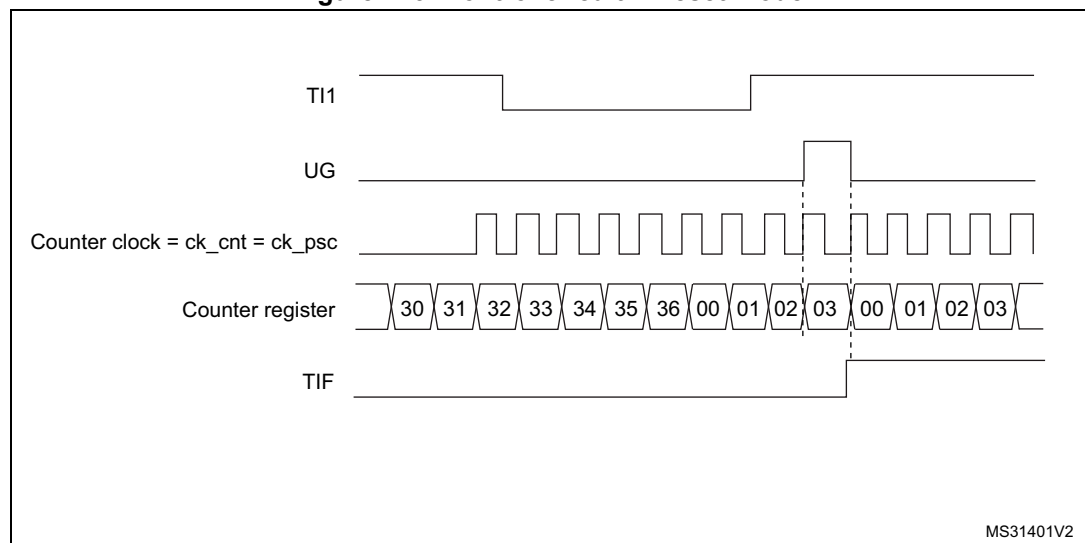 TI1
UG
Counter clock = ck_cnt = ck_psc
Counter register 30 31 32 33 34 35 36 00 01 02 03 00 01 02 03
TIF
MS31401V2